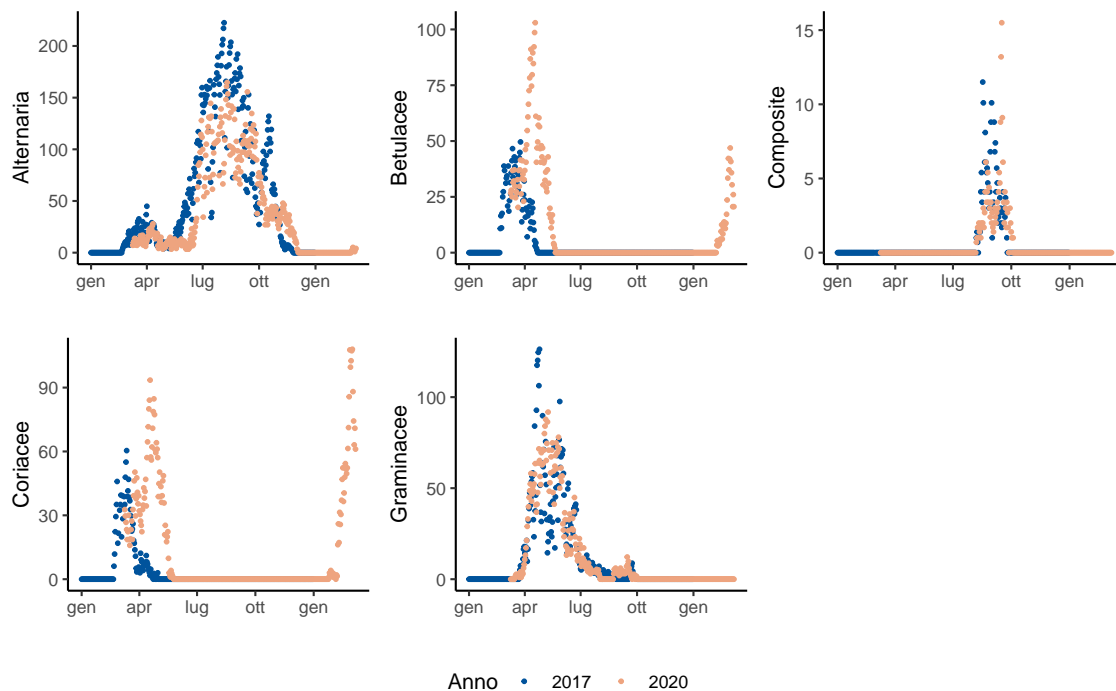 Alternaria
200
150
100
50
0
gen apr lug ott gen
Betulacee
100
75
50
25
0
gen apr lug ott gen
Composite
15
10
5
0
gen apr lug ott gen
Coriacee
90
60
30
0
gen apr lug ott gen
Graminacee
100
50
0
gen apr lug ott gen
Anno 2017 2020